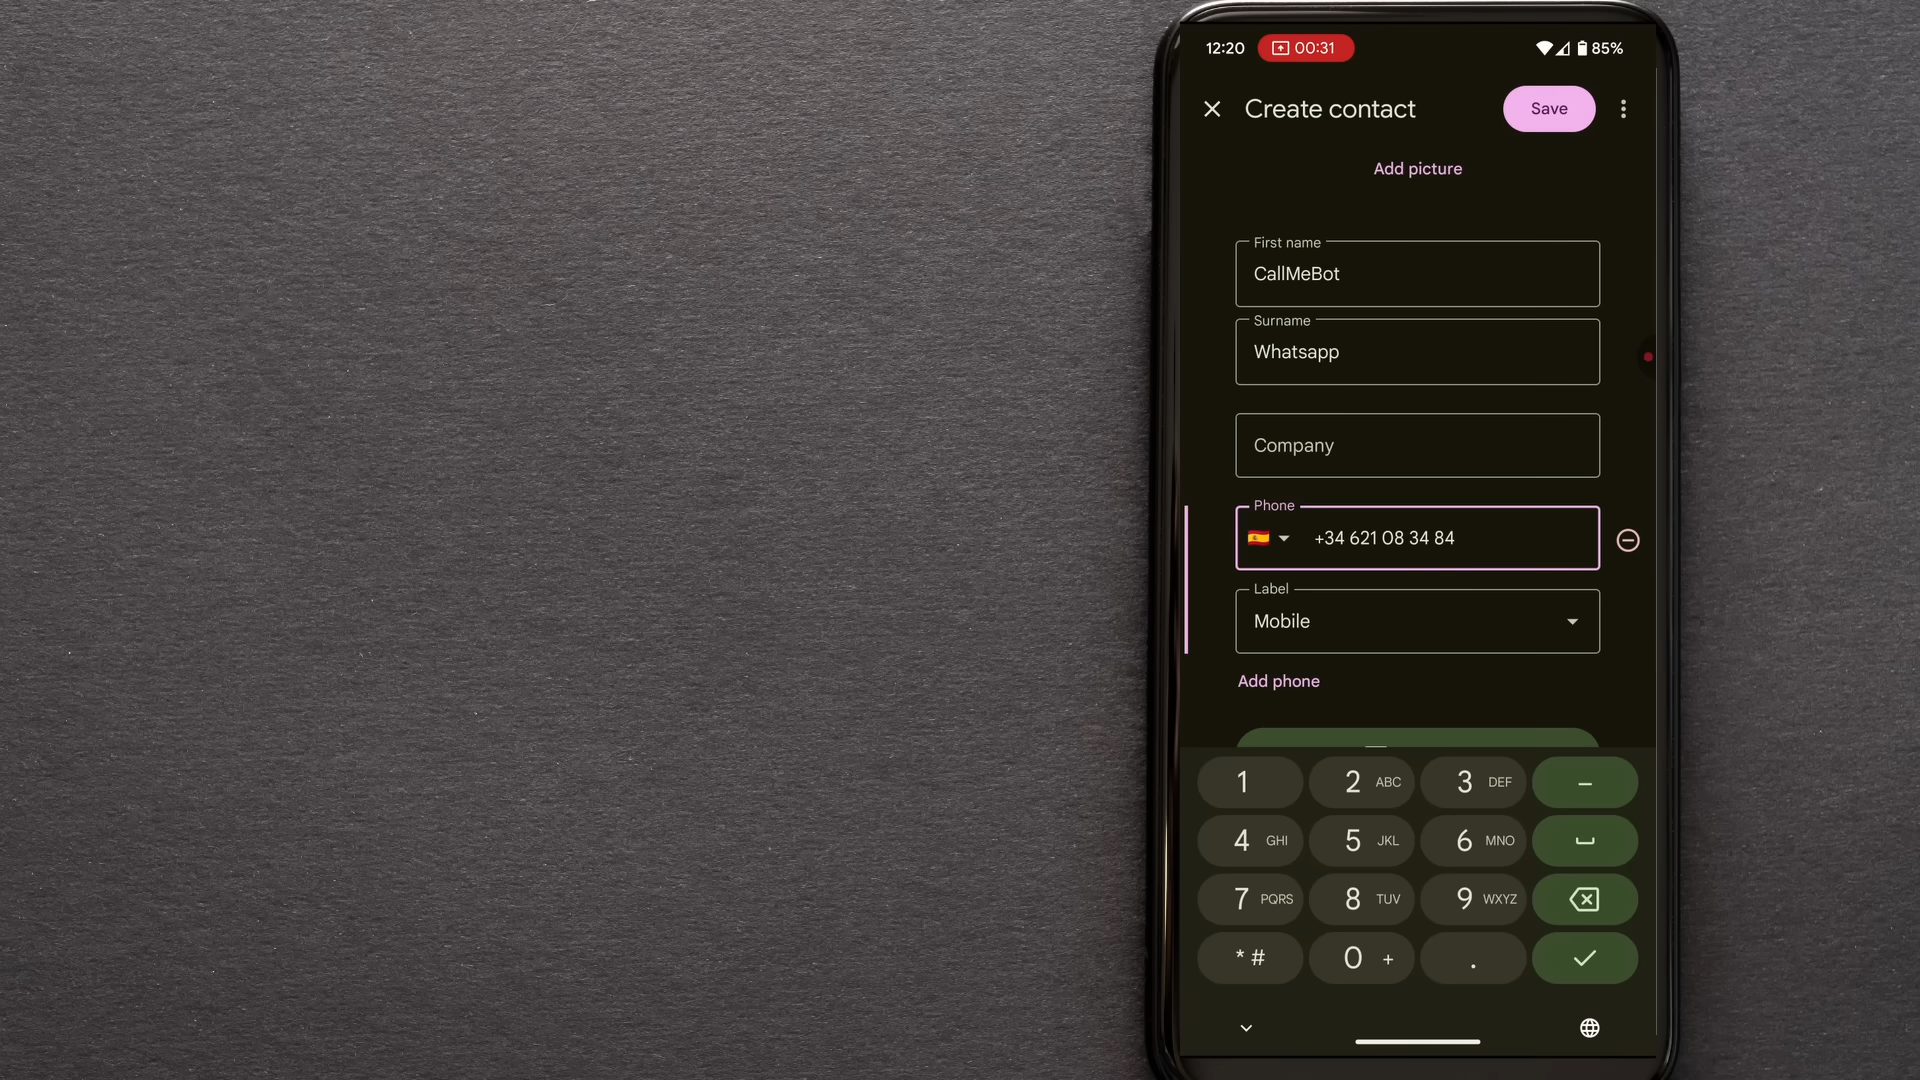 12:20 00:31 85%
Create contact Save
Add picture
First name
CallMeBot
Surname
Whatsapp
Company
Phone
+34 621 08 34 84
Label
Mobile
Add phone
1 2 ABC 3 DEF –
4 GHI 5 JKL 6 MNO
7 PQRS 8 TUV 9 WXYZ
* # 0 + .